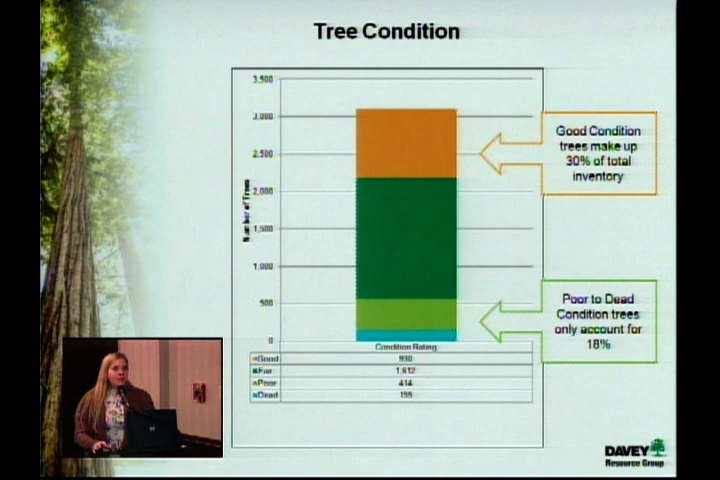 Tree Condition
3,500
3,000
2,500
2,000
1,500
1,000
500
0
Number of Trees
Condition Rating
Good 930
Fair 1,612
Poor 414
Dead 155
Good Condition
trees make up
30% of total
inventory
Poor to Dead
Condition trees
only account for
18%
DAVEY
Resource Group